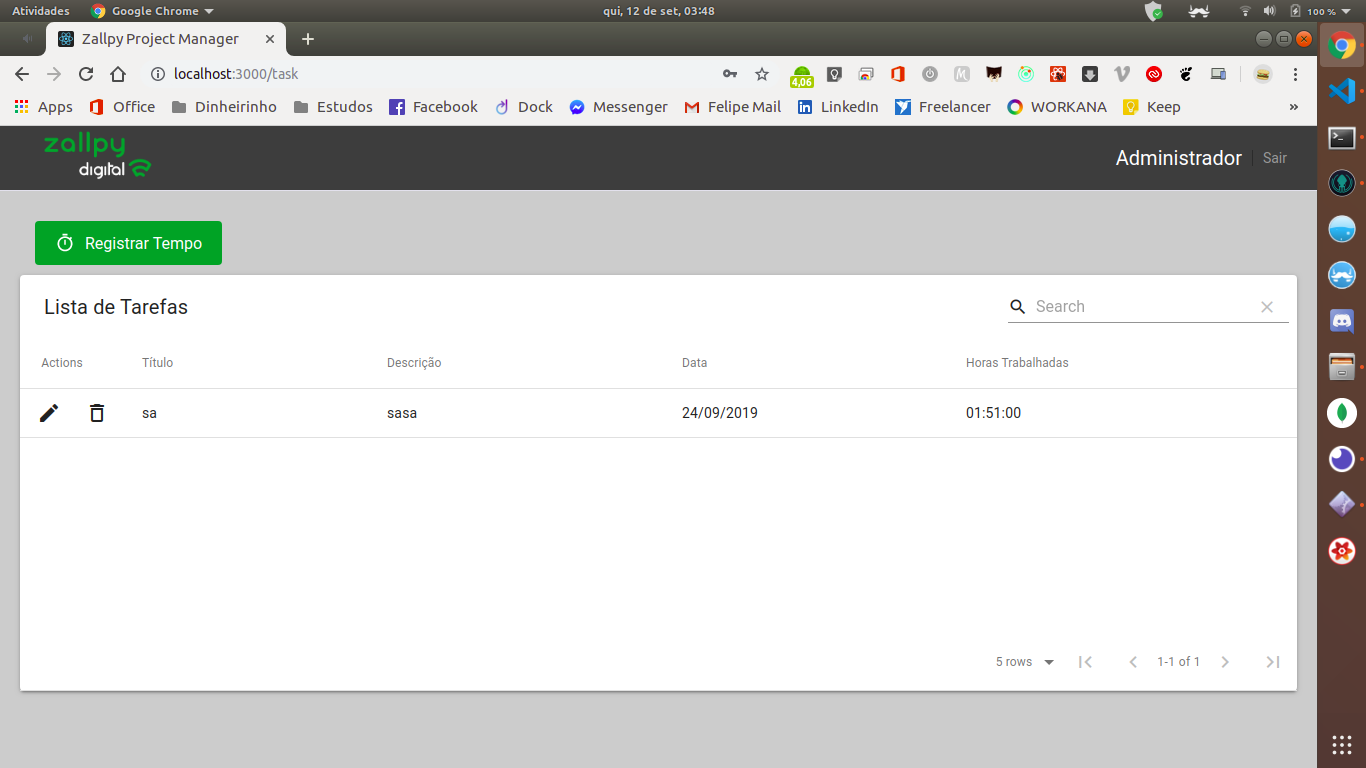 Atividades Google Chrome qui, 12 de set, 03:48 100 %
Zallpy Project Manager
localhost:3000/task 4,06
Apps Office Dinheirinho Estudos Facebook Dock Messenger Felipe Mail LinkedIn Freelancer WORKANA Keep »
zallpy
digital
Administrador Sair
Registrar Tempo
Lista de Tarefas Search
Actions Título Descrição Data Horas Trabalhadas
sa sasa 24/09/2019 01:51:00
5 rows 1-1 of 1